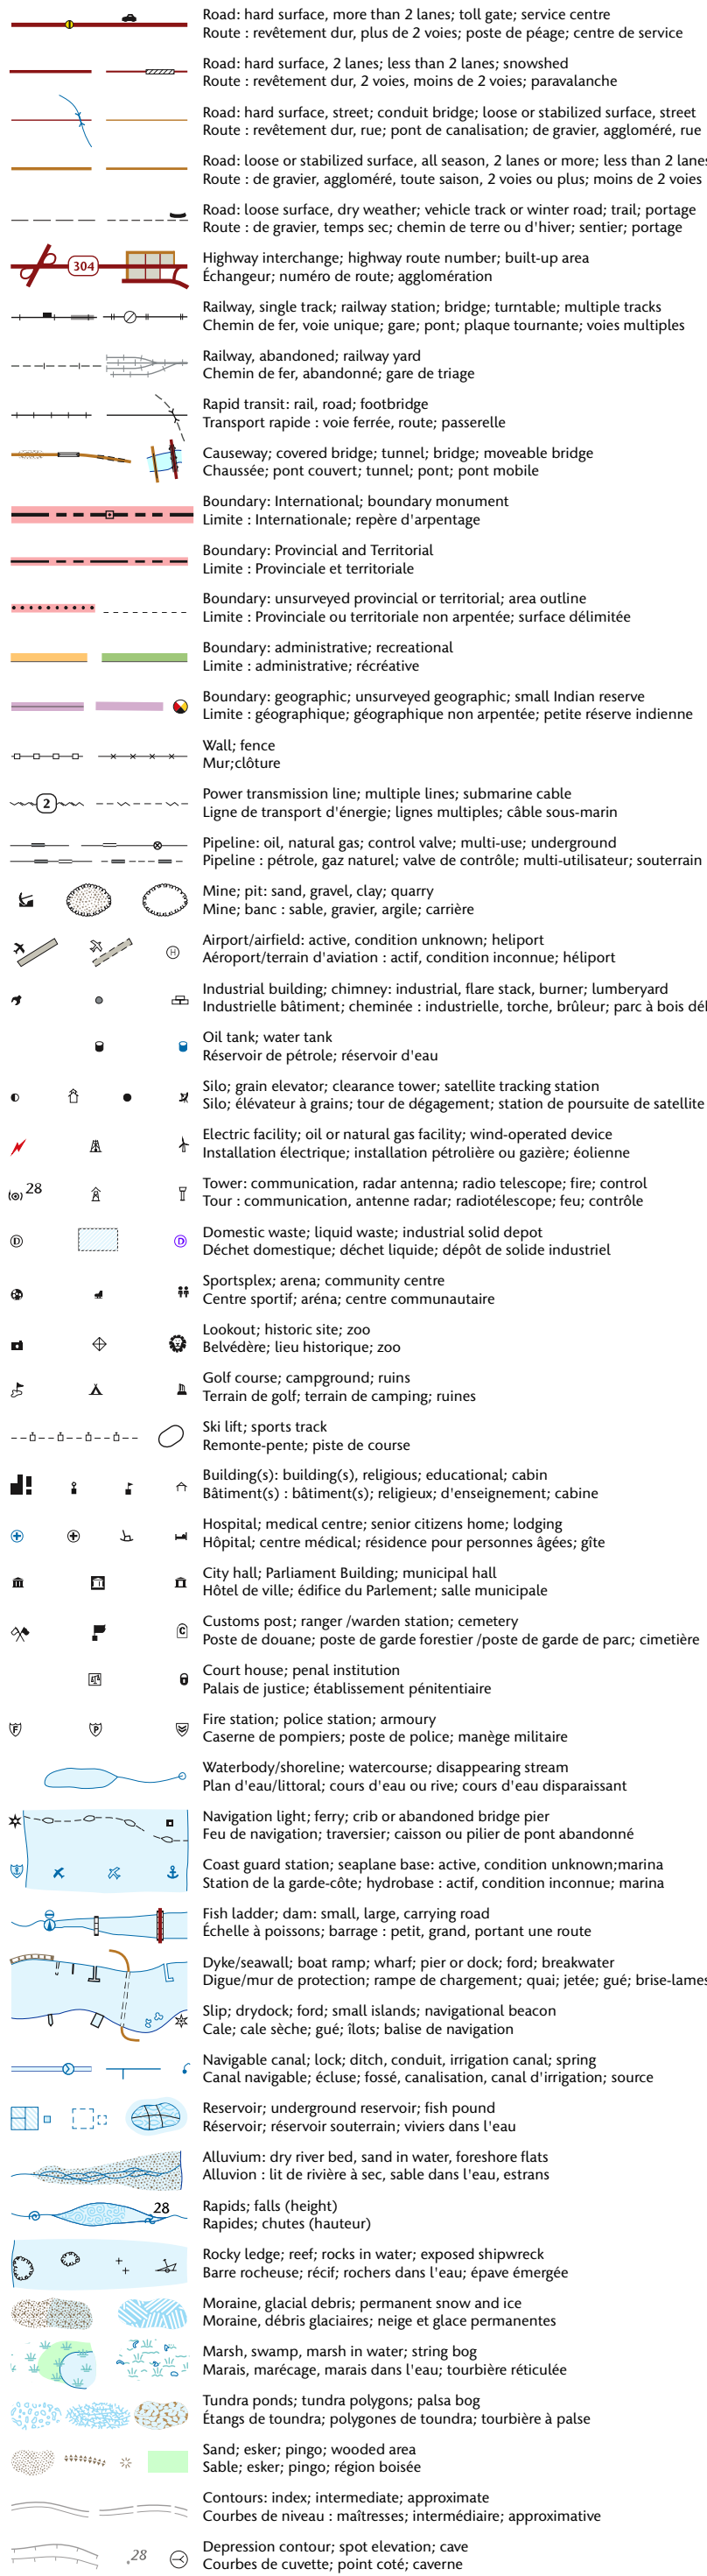 Road: hard surface, more than 2 lanes; toll gate; service centre
Route : revêtement dur, plus de 2 voies; poste de péage; centre de service
Road: hard surface, 2 lanes; less than 2 lanes; snowshed
Route : revêtement dur, 2 voies, moins de 2 voies; paravalanche
Road: hard surface, street; conduit bridge; loose or stabilized surface, street
Route : revêtement dur, rue; pont de canalisation; de gravier, aggloméré, rue
Road: loose or stabilized surface, all season, 2 lanes or more; less than 2 lanes
Route : de gravier, aggloméré, toute saison, 2 voies ou plus; moins de 2 voies
Road: loose surface, dry weather; vehicle track or winter road; trail; portage
Route : de gravier, temps sec; chemin de terre ou d'hiver; sentier; portage
304
Highway interchange; highway route number; built-up area
Échangeur; numéro de route; agglomération
Railway, single track; railway station; bridge; turntable; multiple tracks
Chemin de fer, voie unique; gare; pont; plaque tournante; voies multiples
Railway, abandoned; railway yard
Chemin de fer, abandonné; gare de triage
Rapid transit: rail, road; footbridge
Transport rapide : voie ferrée, route; passerelle
Causeway; covered bridge; tunnel; bridge; moveable bridge
Chaussée; pont couvert; tunnel; pont; pont mobile
Boundary: International; boundary monument
Limite : Internationale; repère d'arpentage
Boundary: Provincial and Territorial
Limite : Provinciale et territoriale
Boundary: unsurveyed provincial or territorial; area outline
Limite : Provinciale ou territoriale non arpentée; surface délimitée
Boundary: administrative; recreational
Limite : administrative; récréative
Boundary: geographic; unsurveyed geographic; small Indian reserve
Limite : géographique; géographique non arpentée; petite réserve indienne
Wall; fence
Mur;clôture
2
Power transmission line; multiple lines; submarine cable
Ligne de transport d'énergie; lignes multiples; câble sous-marin
Pipeline: oil, natural gas; control valve; multi-use; underground
Pipeline : pétrole, gaz naturel; valve de contrôle; multi-utilisateur; souterrain
Mine; pit: sand, gravel, clay; quarry
Mine; banc : sable, gravier, argile; carrière
H
Airport/airfield: active, condition unknown; heliport
Aéroport/terrain d'aviation : actif, condition inconnue; héliport
Industrial building; chimney: industrial, flare stack, burner; lumberyard
Industrielle bâtiment; cheminée : industrielle, torche, brûleur; parc à bois
Oil tank; water tank
Réservoir de pétrole; réservoir d'eau
Silo; grain elevator; clearance tower; satellite tracking station
Silo; élévateur à grains; tour de dégagement; station de poursuite de satellite
Electric facility; oil or natural gas facility; wind-operated device
Installation électrique; installation pétrolière ou gazière; éolienne
28
Tower: communication, radar antenna; radio telescope; fire; control
Tour : communication, antenne radar; radiotélescope; feu; contrôle
D D
Domestic waste; liquid waste; industrial solid depot
Déchet domestique; déchet liquide; dépôt de solide industriel
Sportsplex; arena; community centre
Centre sportif; aréna; centre communautaire
Lookout; historic site; zoo
Belvédère; lieu historique; zoo
Golf course; campground; ruins
Terrain de golf; terrain de camping; ruines
Ski lift; sports track
Remonte-pente; piste de course
Building(s): building(s), religious; educational; cabin
Bâtiment(s) : bâtiment(s); religieux; d'enseignement; cabine
Hospital; medical centre; senior citizens home; lodging
Hôpital; centre médical; résidence pour personnes âgées; gîte
City hall; Parliament Building; municipal hall
Hôtel de ville; édifice du Parlement; salle municipale
C
Customs post; ranger /warden station; cemetery
Poste de douane; poste de garde forestier /poste de garde de parc; cimetière
Court house; penal institution
Palais de justice; établissement pénitentiaire
F P
Fire station; police station; armoury
Caserne de pompiers; poste de police; manège militaire
Waterbody/shoreline; watercourse; disappearing stream
Plan d'eau/littoral; cours d'eau ou rive; cours d'eau disparaissant
Navigation light; ferry; crib or abandoned bridge pier
Feu de navigation; traversier; caisson ou pilier de pont abandonné
Coast guard station; seaplane base: active, condition unknown;marina
Station de la garde-côte; hydrobase : actif, condition inconnue; marina
Fish ladder; dam: small, large, carrying road
Échelle à poissons; barrage : petit, grand, portant une route
Dyke/seawall; boat ramp; wharf; pier or dock; ford; breakwater
Digue/mur de protection; rampe de chargement; quai; jetée; gué; brise-lames
Slip; drydock; ford; small islands; navigational beacon
Cale; cale sèche; gué; îlots; balise de navigation
Navigable canal; lock; ditch, conduit, irrigation canal; spring
Canal navigable; écluse; fossé, canalisation, canal d'irrigation; source
Reservoir; underground reservoir; fish pound
Réservoir; réservoir souterrain; viviers dans l'eau
Alluvium: dry river bed, sand in water, foreshore flats
Alluvion : lit de rivière à sec, sable dans l'eau, estrans
28
Rapids; falls (height)
Rapides; chutes (hauteur)
Rocky ledge; reef; rocks in water; exposed shipwreck
Barre rocheuse; récif; rochers dans l'eau; épave émergée
Moraine, glacial debris; permanent snow and ice
Moraine, débris glaciaires; neige et glace permanentes
Marsh, swamp, marsh in water; string bog
Marais, marécage, marais dans l'eau; tourbière réticulée
Tundra ponds; tundra polygons; palsa bog
Étangs de toundra; polygones de toundra; tourbière à palse
Sand; esker; pingo; wooded area
Sable; esker; pingo; région boisée
Contours: index; intermediate; approximate
Courbes de niveau : maîtresses; intermédiaire; approximative
.28
Depression contour; spot elevation; cave
Courbes de cuvette; point coté; caverne